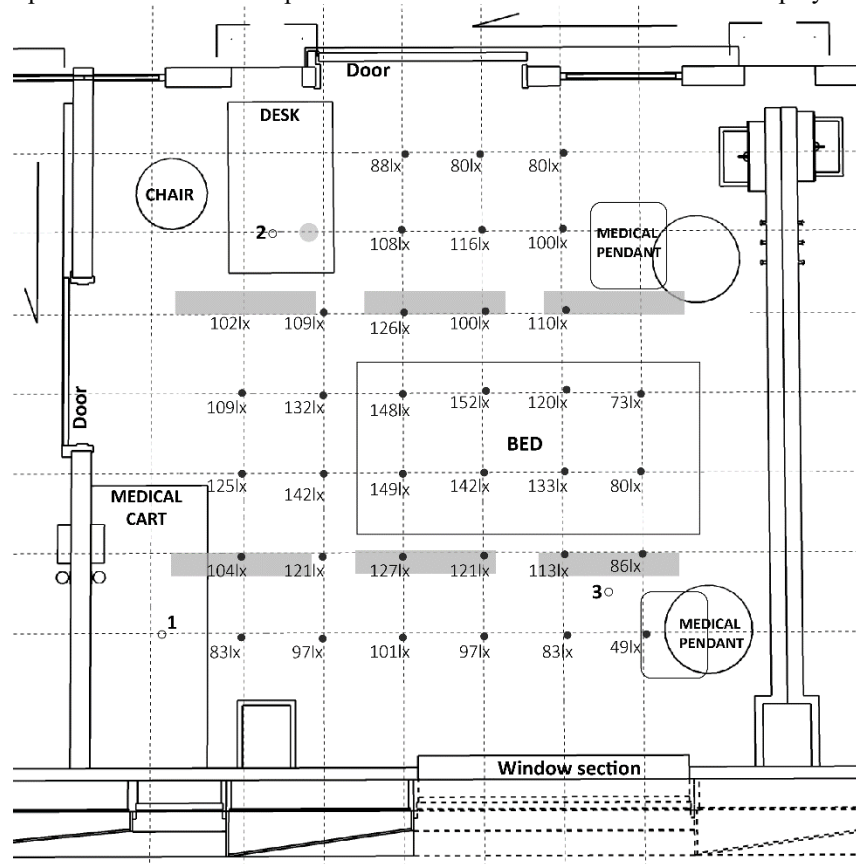 Door
DESK
88lx 80lx 80lx
CHAIR
2
108lx 116lx 100lx
MEDICAL
PENDANT
102lx 109lx 126lx 100lx 110lx
Door
109lx 132lx 148lx 152lx 120lx 73lx
BED
125lx 142lx 149lx 142lx 133lx 80lx
MEDICAL
CART
104lx 121lx 127lx 121lx 113lx 86lx
3
1
MEDICAL
PENDANT
83lx 97lx 101lx 97lx 83lx 49lx
Window section